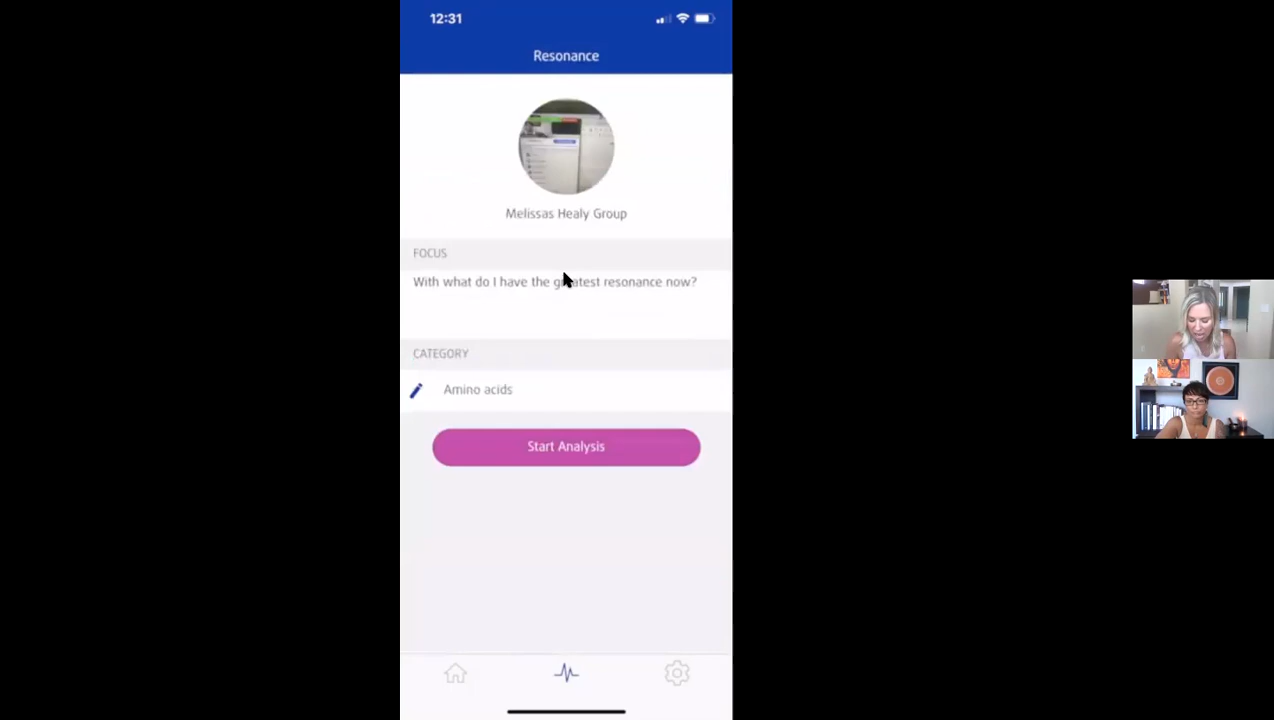 12:31
Resonance
Melissas Healy Group
FOCUS
With what do I have the greatest resonance now?
CATEGORY
Amino acids
Start Analysis